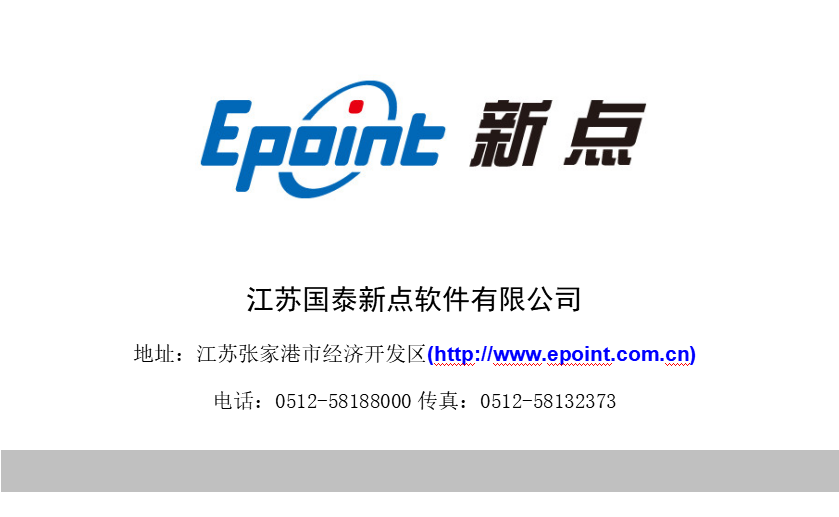 Epoint 新点
江苏国泰新点软件有限公司
地址：江苏张家港市经济开发区(http://www.epoint.com.cn)
电话：0512-58188000 传真：0512-58132373